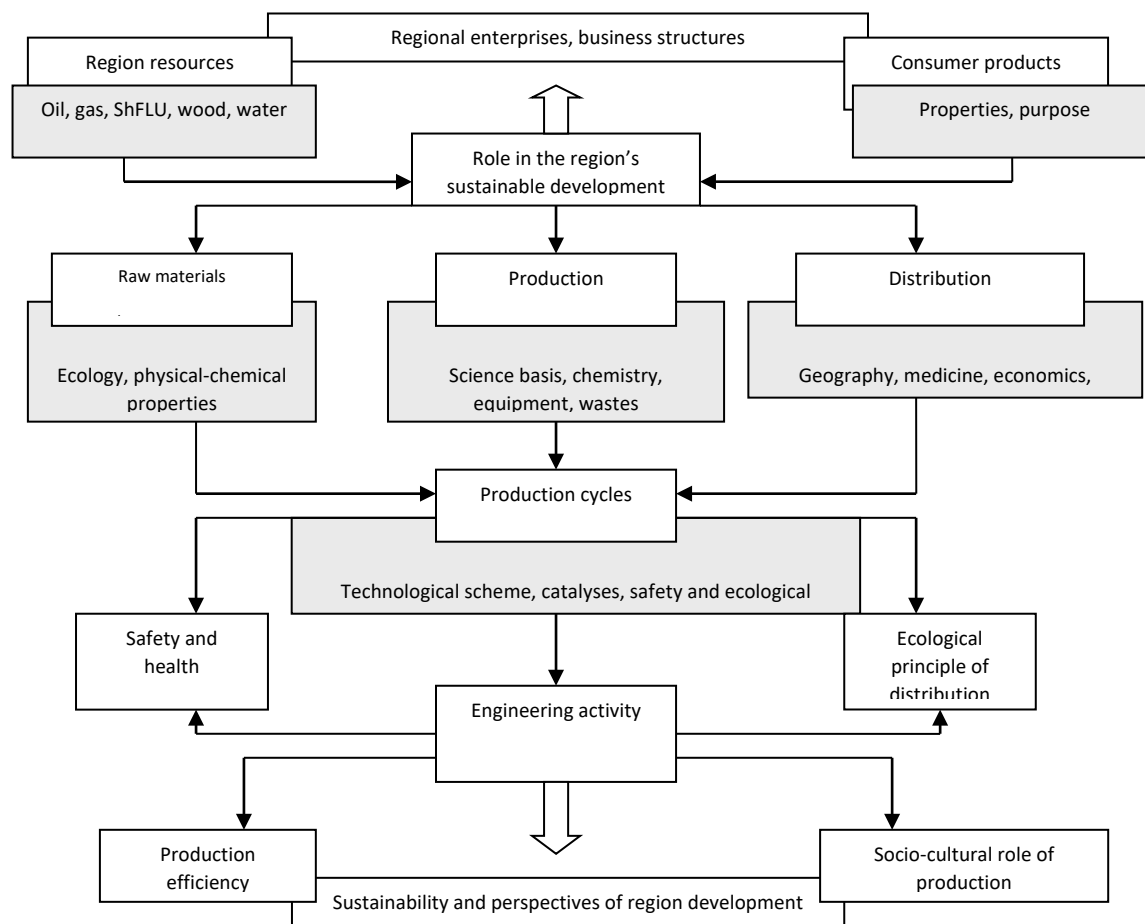 Regional enterprises, business structures
Region resources
Consumer products
Oil, gas, ShFLU, wood, water
Properties, purpose
Role in the region’s
sustainable development
Raw materials
Production
Distribution
Ecology, physical-chemical
properties
Science basis, chemistry,
equipment, wastes
Geography, medicine, economics,
Production cycles
Technological scheme, catalyses, safety and ecological
Safety and
health
Ecological
principle of
distribution
Engineering activity
Production
efficiency
Socio-cultural role of
production
Sustainability and perspectives of region development